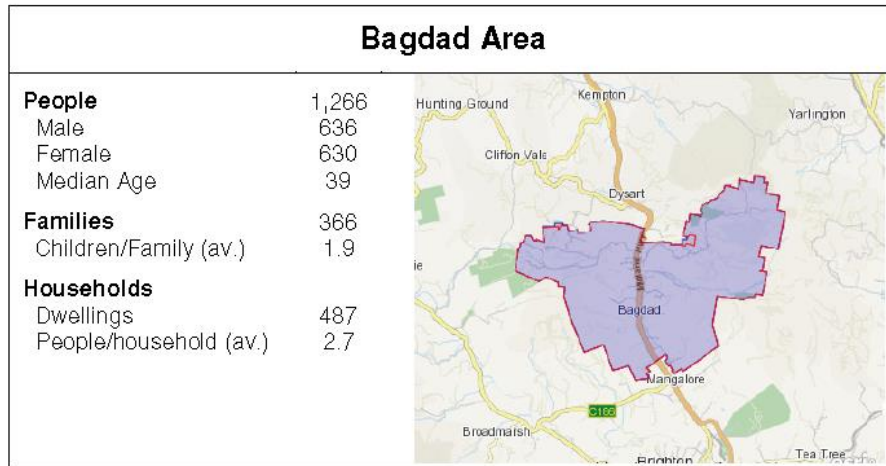 Bagdad Area
People 1,266
Male 636
Female 630
Median Age 39
Families 366
Children/Family (av.) 1.9
Households
Dwellings 487
People/household (av.) 2.7
Kempton
Hunting Ground
Yarlington
Clifton Vale
Dysart
Bagdad
Mangalore
C186
Broadmarsh
Tea Tree
Brighton